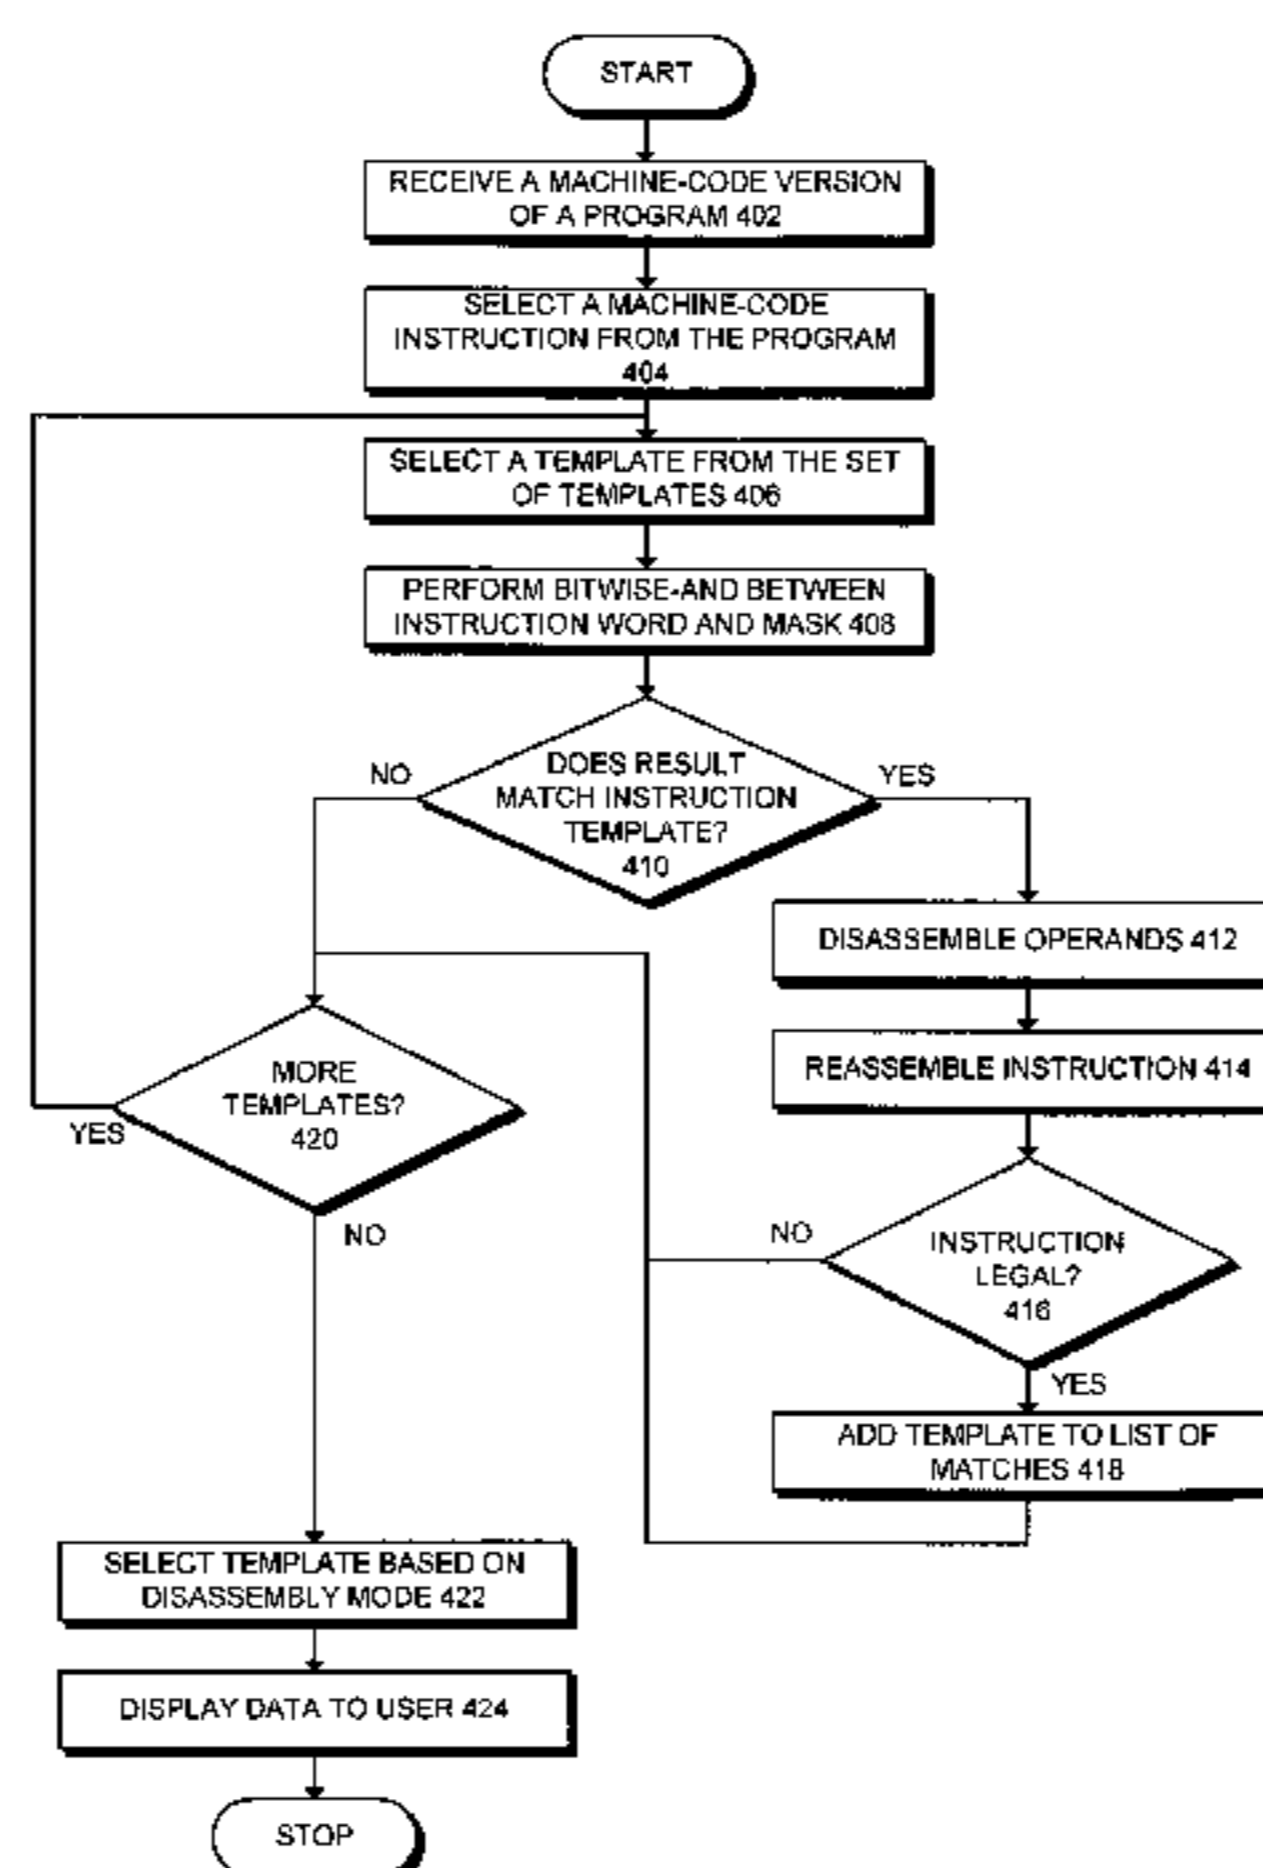 START
RECEIVE A MACHINE-CODE VERSION
OF A PROGRAM 402
SELECT A MACHINE-CODE
INSTRUCTION FROM THE PROGRAM
404
SELECT A TEMPLATE FROM THE SET
OF TEMPLATES 406
PERFORM BITWISE-AND BETWEEN
INSTRUCTION WORD AND MASK 408
NO
DOES RESULT
MATCH INSTRUCTION
TEMPLATE?
410
YES
DISASSEMBLE OPERANDS 412
REASSEMBLE INSTRUCTION 414
MORE
TEMPLATES?
420
YES
NO
NO
INSTRUCTION
LEGAL?
416
YES
ADD TEMPLATE TO LIST OF
MATCHES 418
SELECT TEMPLATE BASED ON
DISASSEMBLY MODE 422
DISPLAY DATA TO USER 424
STOP